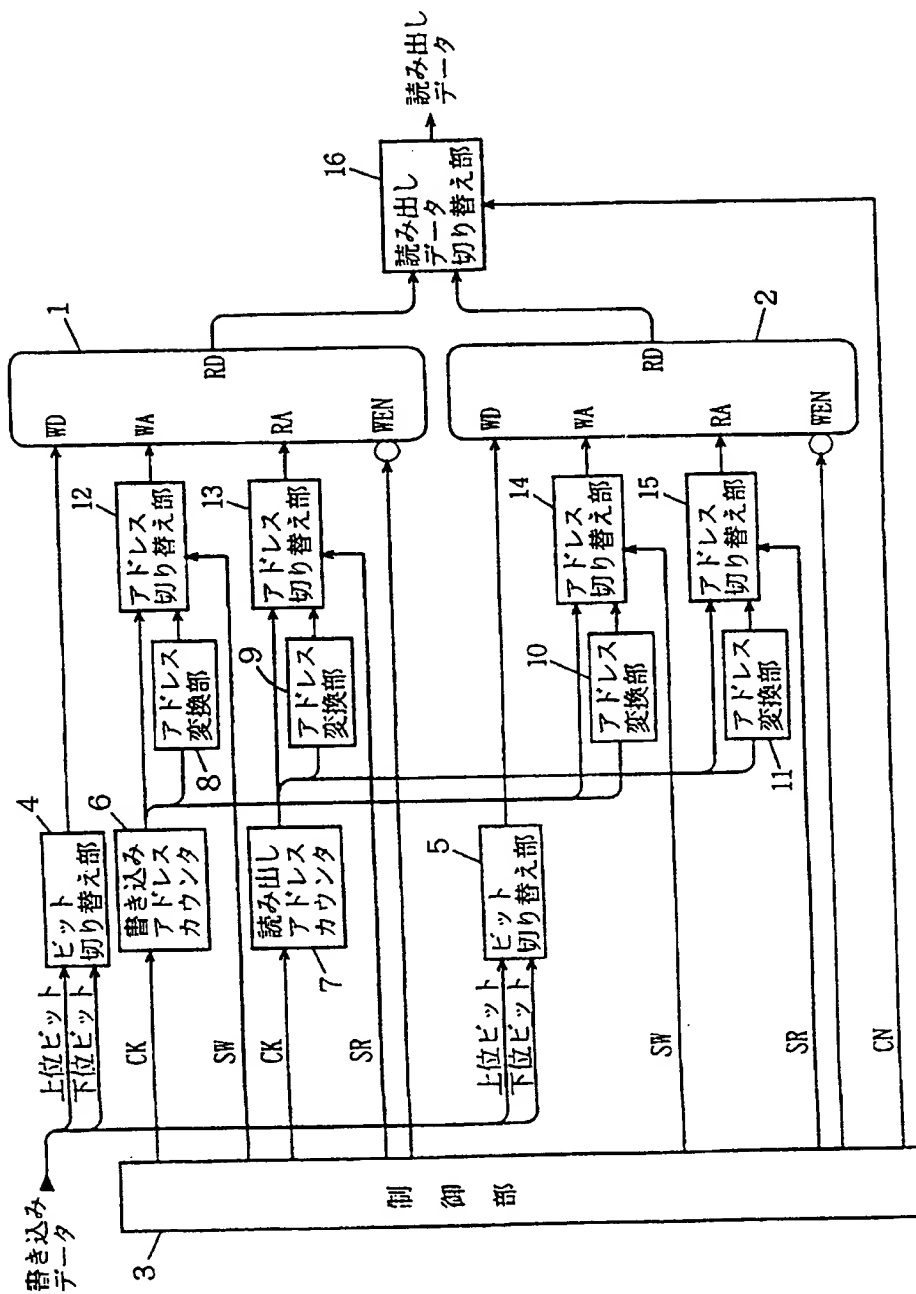 書き込み
データ
上位ビット
下位ビット
4
ビット
切り替え部
6
書き込み
アドレス
カウンタ
CK
8
アドレス
変換部
12
アドレス
切り替え部
SW
7
読み出し
アドレス
カウンタ
CK
9
アドレス
変換部
13
アドレス
切り替え部
SR
1
WD
WA
RA
WEN
RD
上位ビット
下位ビット
5
ビット
切り替え部
10
アドレス
変換部
14
アドレス
切り替え部
SW
11
アドレス
変換部
15
アドレス
切り替え部
SR
2
WD
WA
RA
WEN
RD
CN
16
読み出し
データ
切り替え部
読み出し
データ
3
制御部